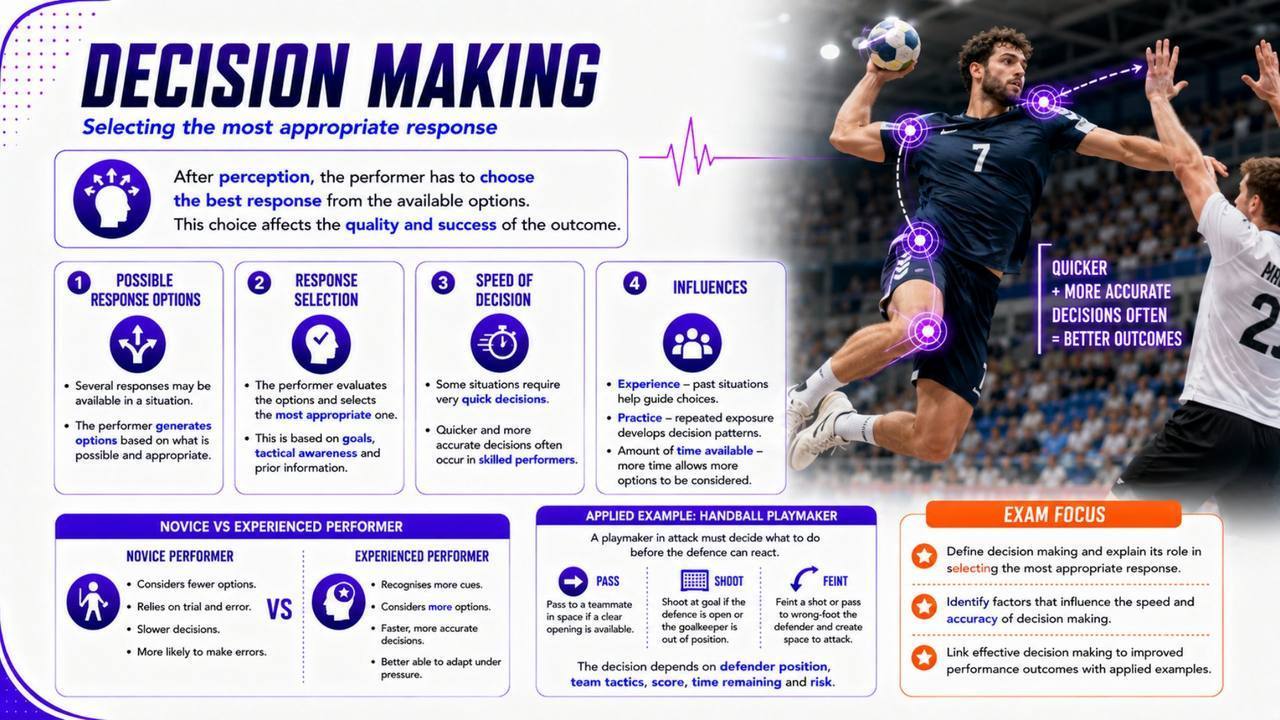 DECISION MAKING
Selecting the most appropriate response
After perception, the performer has to choose
the best response from the available options.
This choice affects the quality and success of the outcome.
1 POSSIBLE
RESPONSE OPTIONS
• Several responses may be
available in a situation.
• The performer generates
options based on what is
possible and appropriate.
2 RESPONSE
SELECTION
• The performer evaluates
the options and selects
the most appropriate one.
• This is based on goals,
tactical awareness and
prior information.
3 SPEED OF
DECISION
• Some situations require
very quick decisions.
• Quicker and more
accurate decisions often
occur in skilled performers.
4 INFLUENCES
• Experience – past situations
help guide choices.
• Practice – repeated exposure
develops decision patterns.
• Amount of time available –
more time allows more
options to be considered.
7
QUICKER
+ MORE ACCURATE
DECISIONS OFTEN
= BETTER OUTCOMES
NOVICE VS EXPERIENCED PERFORMER
NOVICE PERFORMER
• Considers fewer options.
• Relies on trial and error.
• Slower decisions.
• More likely to make errors.
VS
EXPERIENCED PERFORMER
• Recognises more cues.
• Considers more options.
• Faster, more accurate
decisions.
• Better able to adapt under
pressure.
APPLIED EXAMPLE: HANDBALL PLAYMAKER
A playmaker in attack must decide what to do
before the defence can react.
PASS
Pass to a teammate
in space if a clear
opening is available.
SHOOT
Shoot at goal if the
defence is open or
the goalkeeper is
out of position.
FEINT
Feint a shot or pass
to wrong-foot the
defender and create
space to attack.
The decision depends on defender position,
team tactics, score, time remaining and risk.
EXAM FOCUS
Define decision making and explain its role in
selecting the most appropriate response.
Identify factors that influence the speed and
accuracy of decision making.
Link effective decision making to improved
performance outcomes with applied examples.